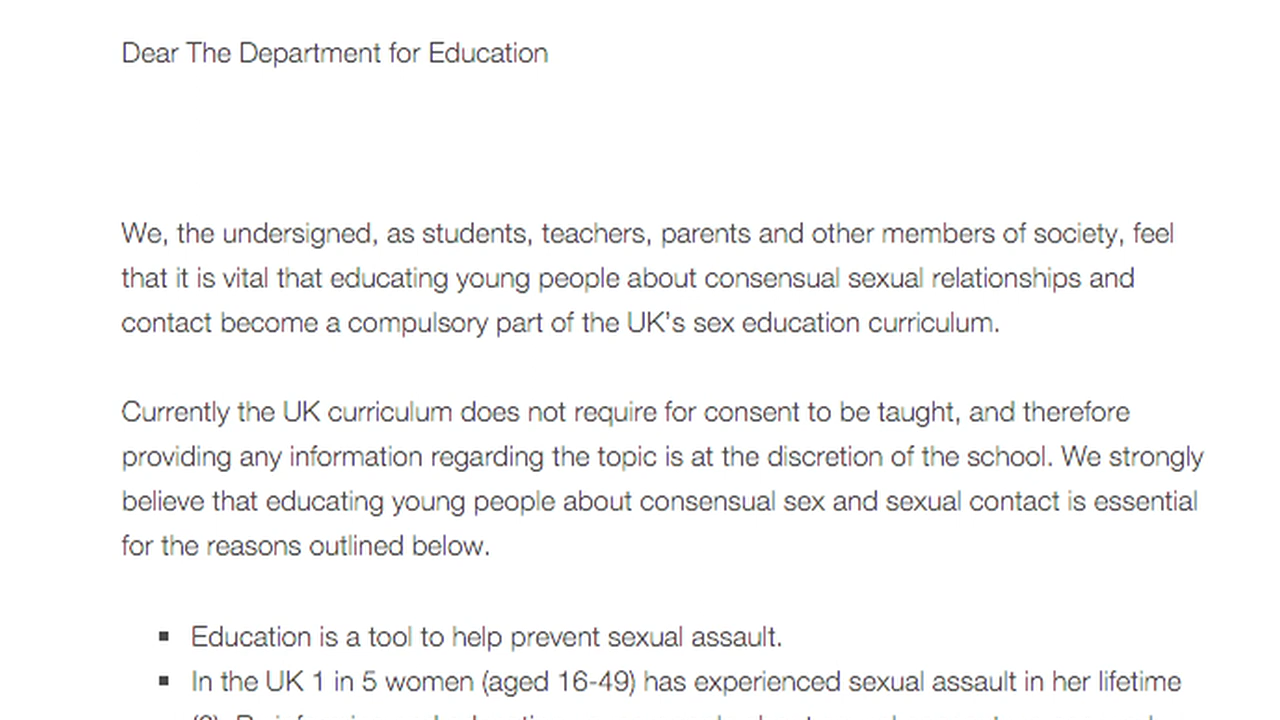 Dear The Department for Education
We, the undersigned, as students, teachers, parents and other members of society, feel
that it is vital that educating young people about consensual sexual relationships and
contact become a compulsory part of the UK's sex education curriculum.
Currently the UK curriculum does not require for consent to be taught, and therefore
providing any information regarding the topic is at the discretion of the school. We strongly
believe that educating young people about consensual sex and sexual contact is essential
for the reasons outlined below.
▪ Education is a tool to help prevent sexual assault.
▪ In the UK 1 in 5 women (aged 16-49) has experienced sexual assault in her lifetime